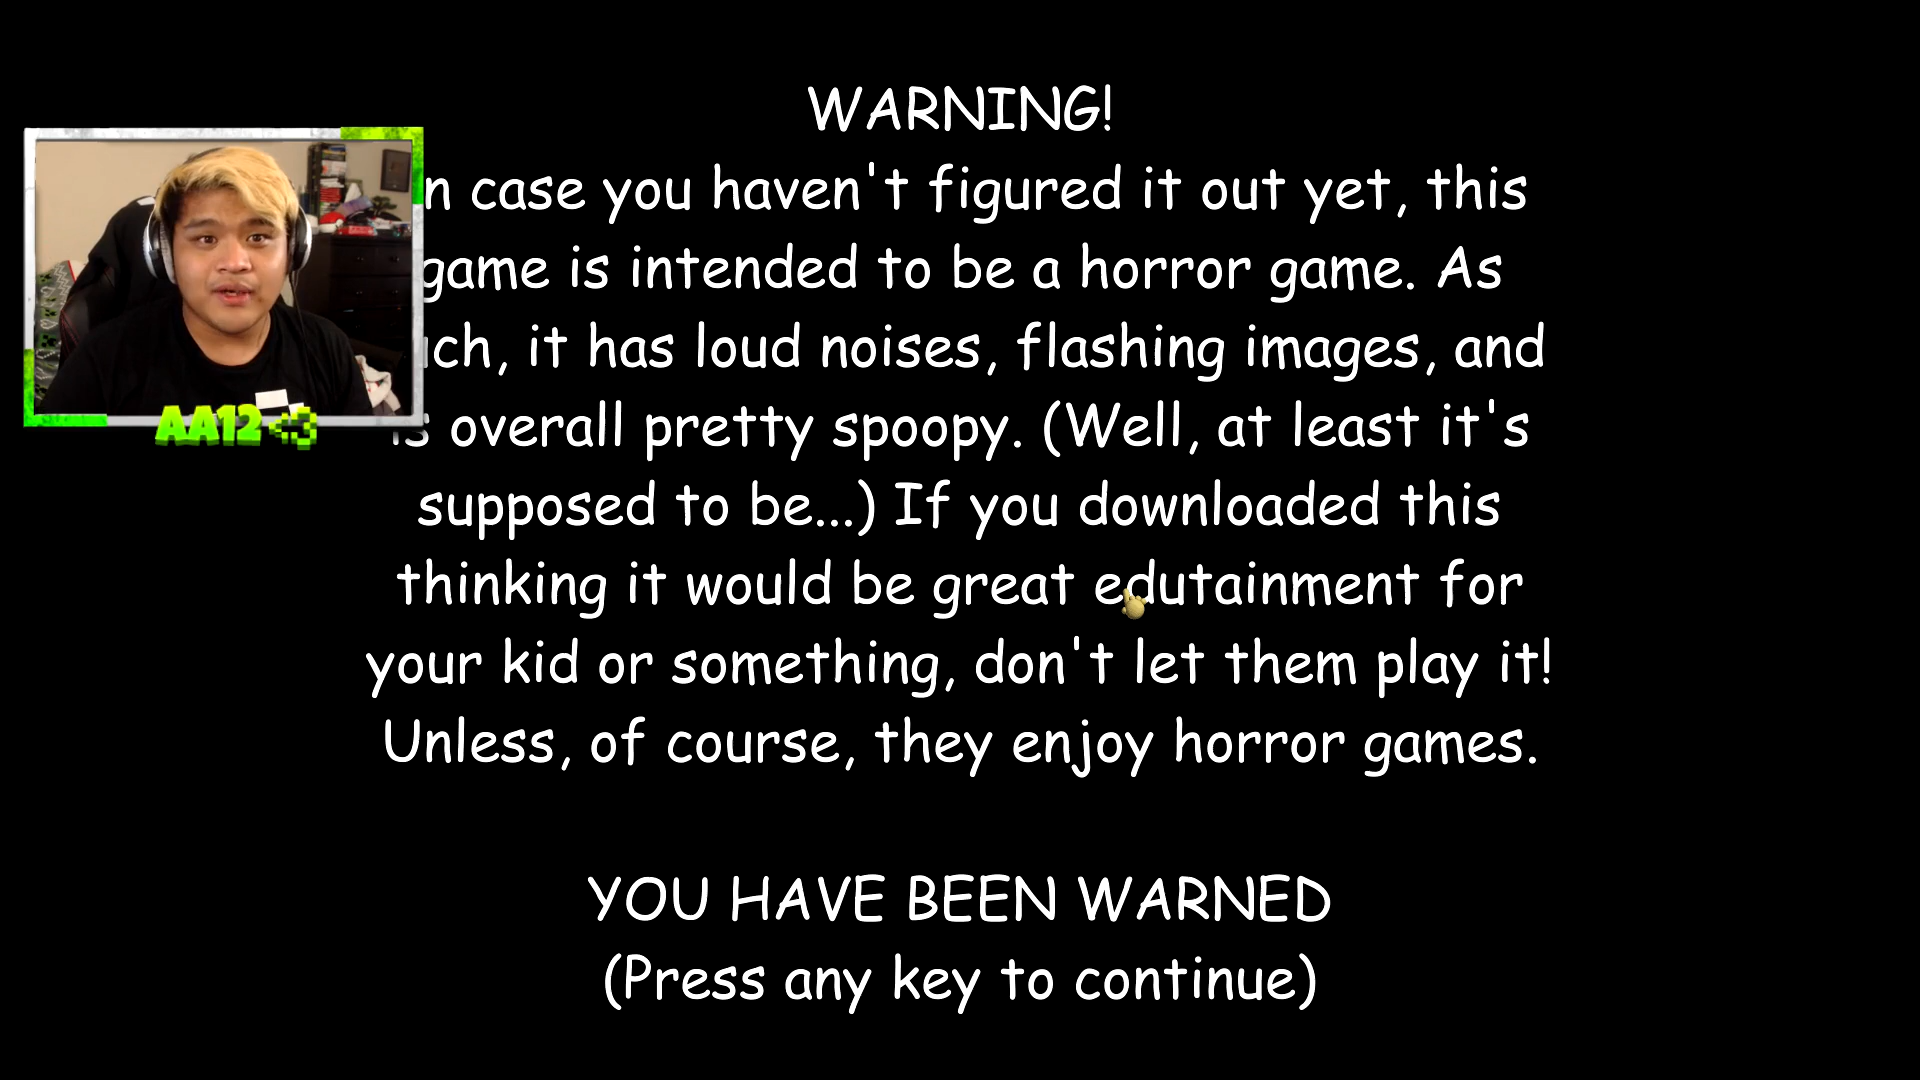 WARNING!
n case you haven't figured it out yet, this
game is intended to be a horror game. As
ch, it has loud noises, flashing images, and
is overall pretty spoopy. (Well, at least it's
supposed to be...) If you downloaded this
thinking it would be great edutainment for
your kid or something, don't let them play it!
Unless, of course, they enjoy horror games.
YOU HAVE BEEN WARNED
(Press any key to continue)
AA12 <3